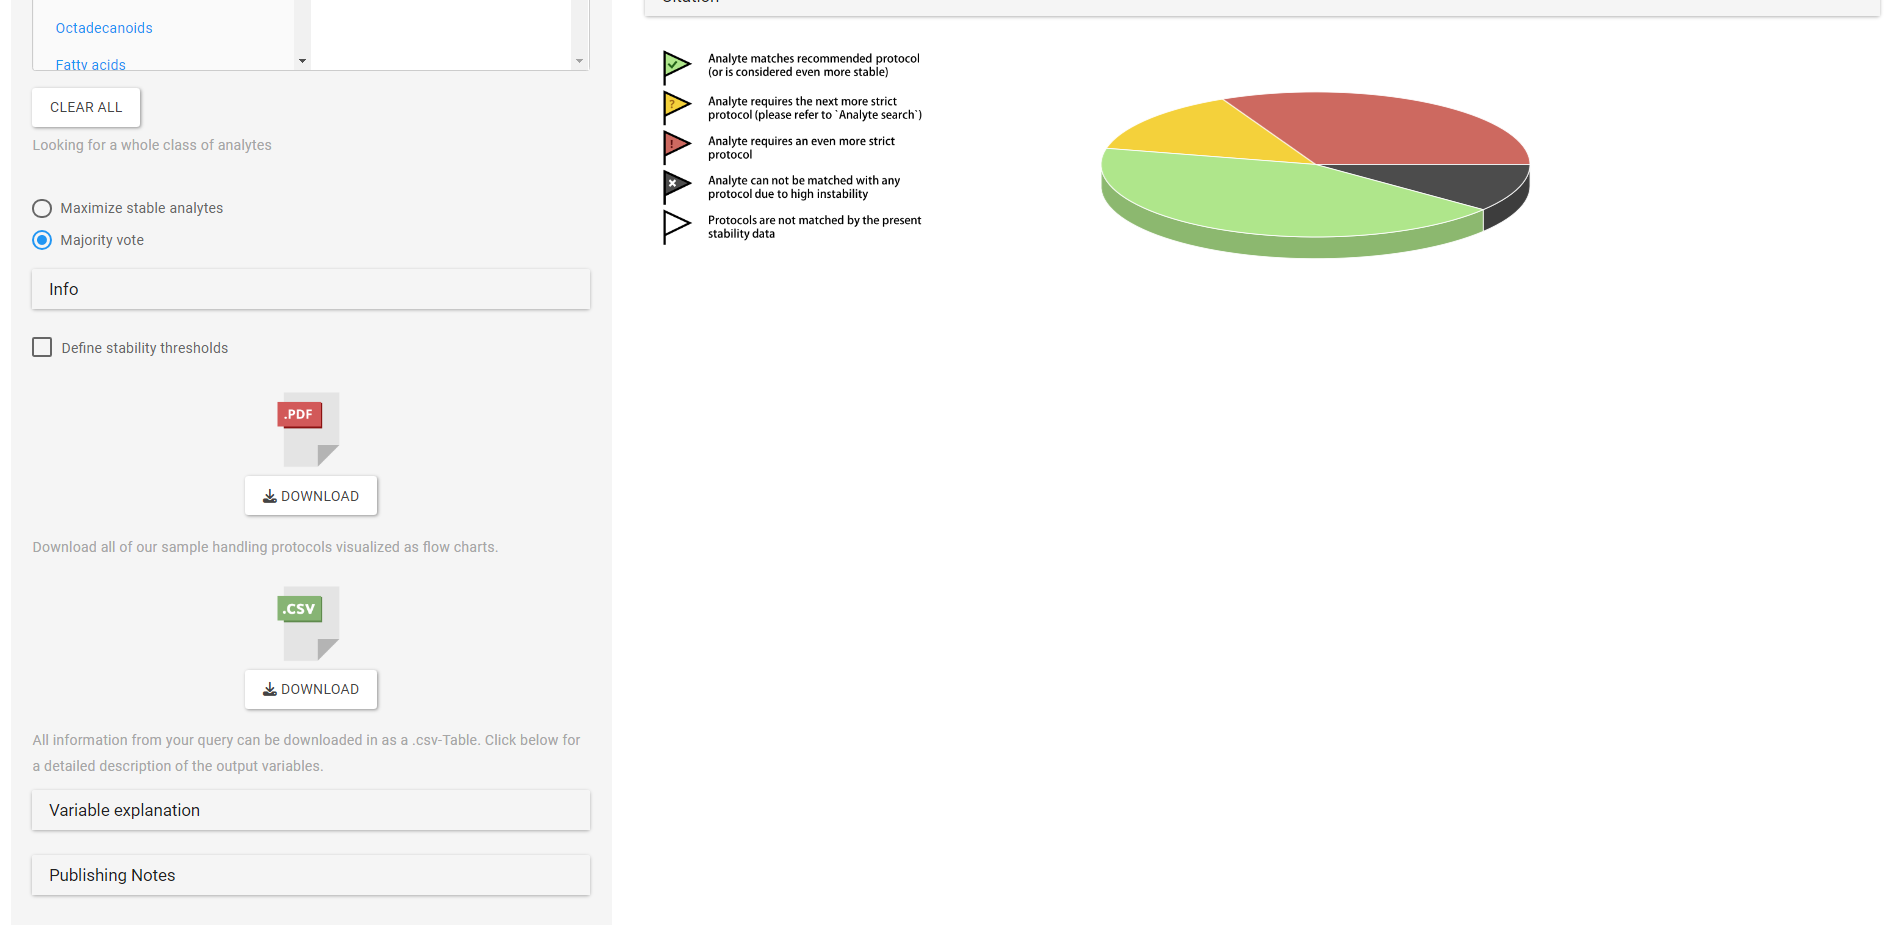 Octadecanoids
Fatty acids
CLEAR ALL
Looking for a whole class of analytes
Maximize stable analytes
Majority vote
Info
Define stability thresholds
.PDF
DOWNLOAD
Download all of our sample handling protocols visualized as flow charts.
.CSV
DOWNLOAD
All information from your query can be downloaded in as a .csv-Table. Click below for
a detailed description of the output variables.
Variable explanation
Publishing Notes
Citation
Analyte matches recommended protocol
(or is considered even more stable)
?
Analyte requires the next more strict
protocol (please refer to `Analyte search`)
!
Analyte requires an even more strict
protocol
Analyte can not be matched with any
protocol due to high instability
Protocols are not matched by the present
stability data